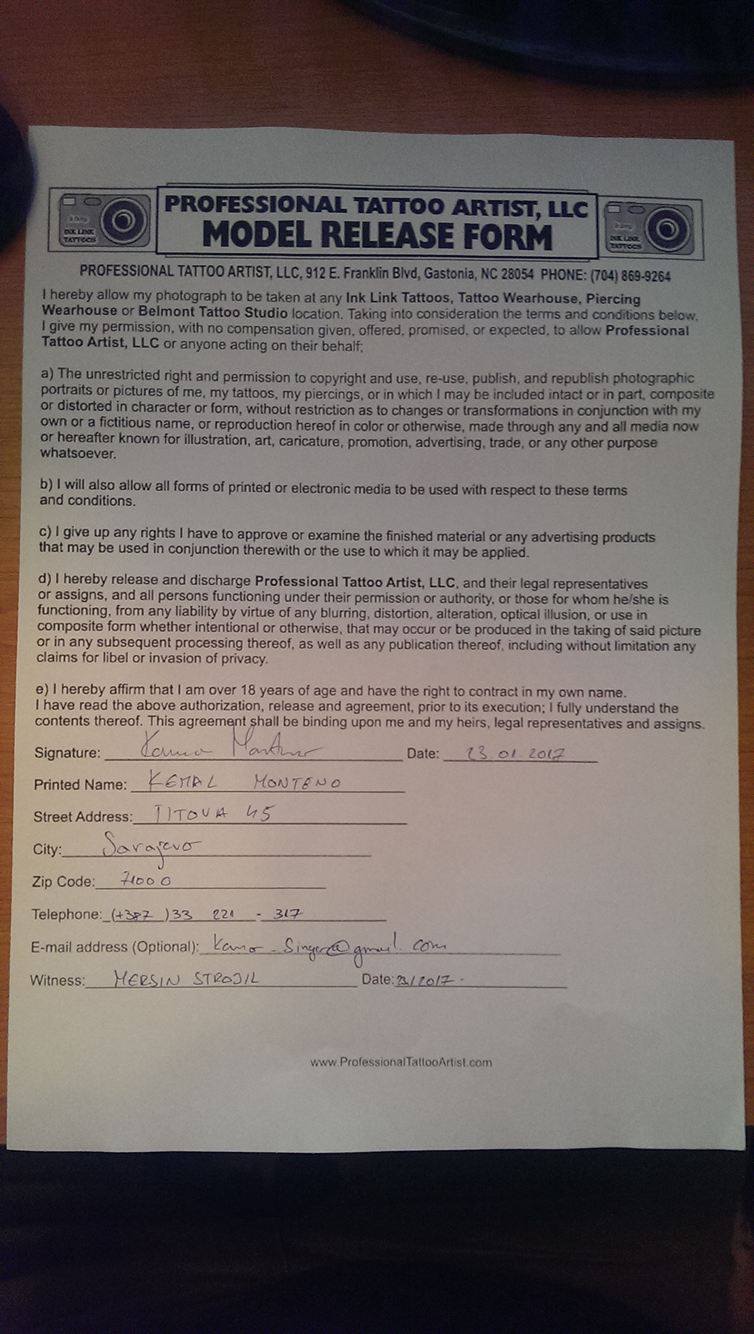 PROFESSIONAL TATTOO ARTIST, LLC
MODEL RELEASE FORM
INK LINK
TATTOOS
INK LINK
TATTOOS
PROFESSIONAL TATTOO ARTIST, LLC, 912 E. Franklin Blvd, Gastonia, NC 28054 PHONE: (704) 869-9264
I hereby allow my photograph to be taken at any Ink Link Tattoos, Tattoo Wearhouse, Piercing
Wearhouse or Belmont Tattoo Studio location. Taking into consideration the terms and conditions below,
I give my permission, with no compensation given, offered, promised, or expected, to allow Professional
Tattoo Artist, LLC or anyone acting on their behalf;
a) The unrestricted right and permission to copyright and use, re-use, publish, and republish photographic
portraits or pictures of me, my tattoos, my piercings, or in which I may be included intact or in part, composite
or distorted in character or form, without restriction as to changes or transformations in conjunction with my
own or a fictitious name, or reproduction hereof in color or otherwise, made through any and all media now
or hereafter known for illustration, art, caricature, promotion, advertising, trade, or any other purpose
whatsoever.
b) I will also allow all forms of printed or electronic media to be used with respect to these terms
and conditions.
c) I give up any rights I have to approve or examine the finished material or any advertising products
that may be used in conjunction therewith or the use to which it may be applied.
d) I hereby release and discharge Professional Tattoo Artist, LLC, and their legal representatives
or assigns, and all persons functioning under their permission or authority, or those for whom he/she is
functioning, from any liability by virtue of any blurring, distortion, alteration, optical illusion, or use in
composite form whether intentional or otherwise, that may occur or be produced in the taking of said picture
or in any subsequent processing thereof, as well as any publication thereof, including without limitation any
claims for libel or invasion of privacy.
e) I hereby affirm that I am over 18 years of age and have the right to contract in my own name.
I have read the above authorization, release and agreement, prior to its execution; I fully understand the
contents thereof. This agreement shall be binding upon me and my heirs, legal representatives and assigns.
Signature: Date: 23.01.2017
Printed Name: KEMAL MONTENO
Street Address: TITOVA 45
City: Sarajevo
Zip Code: 71000
Telephone: (+387 )33 221 - 317
E-mail address (Optional): kamo-singer@gmail.com
Witness: MERSIN STROJIL Date: 23/2017.
www.ProfessionalTattooArtist.com